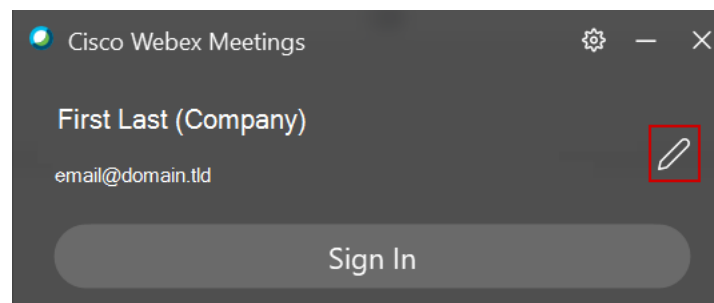 Cisco Webex Meetings
First Last (Company)
email@domain.tld
Sign In